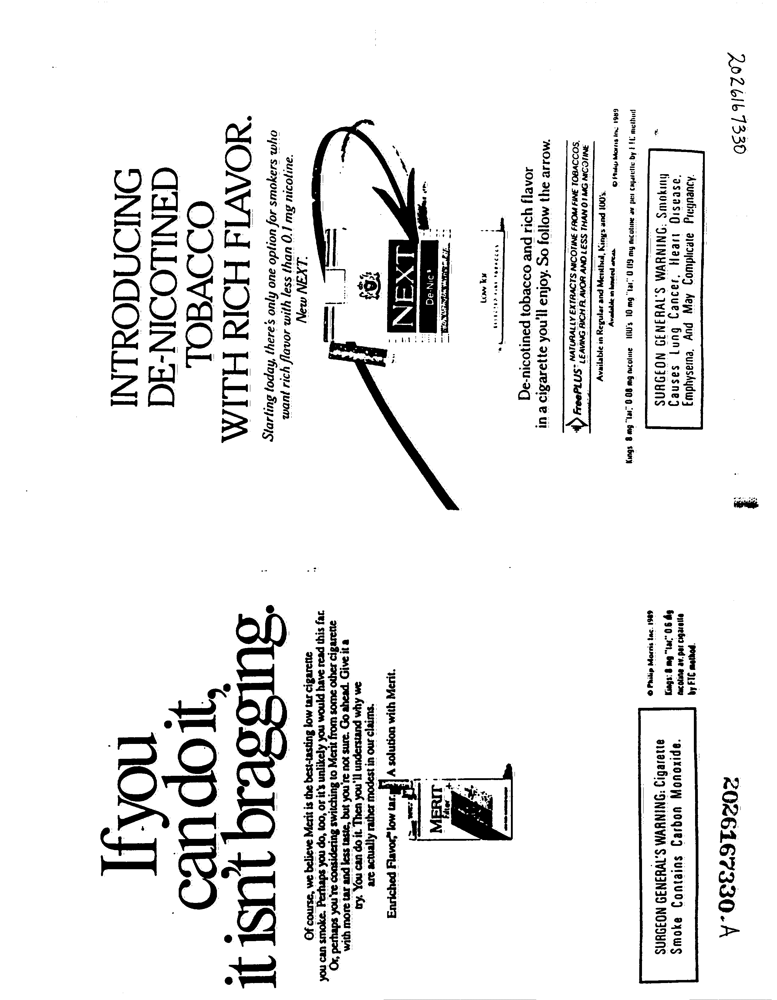 If you
can do it,
it isn't bragging.
Of course, we believe Merit is the best-tasting low tar cigarette
you can smoke. Perhaps you do, too, or it's unlikely you would have read this far.
Or, perhaps you're considering switching to Merit from some other cigarette
with more tar and less taste, but you're not sure. Go ahead. Give it a
try. You can do it. Then you'll understand why we
are actually rather modest in our claims.
Enriched Flavor,™ low tar. A solution with Merit.
MERIT
Filter
© Philip Morris Inc. 1989
Kings: 8 mg "tar," 0.6 mg
nicotine av. per cigarette
by FTC method.
SURGEON GENERAL'S WARNING: Cigarette
Smoke Contains Carbon Monoxide.
2026167330.A
INTRODUCING
DE-NICOTINED
TOBACCO
WITH RICH FLAVOR.
Starting today, there's only one option for smokers who
want rich flavor with less than 0.1 mg nicotine.
New NEXT.
NEXT
De-Nic
De-nicotined tobacco and rich flavor
in a cigarette you'll enjoy. So follow the arrow.
FreePLUS™ NATURALLY EXTRACTS NICOTINE FROM FINE TOBACCOS,
LEAVING RICH FLAVOR AND LESS THAN 0.1 MG NICOTINE
Available in Regular and Menthol, Kings and 100's.
Available in limited areas.
© Philip Morris Inc. 1989
Kings: 8 mg "tar," 0.08 mg nicotine 100's: 10 mg "tar," 0.09 mg nicotine av. per cigarette by FTC method
SURGEON GENERAL'S WARNING: Smoking
Causes Lung Cancer, Heart Disease,
Emphysema, And May Complicate Pregnancy.
2026167330